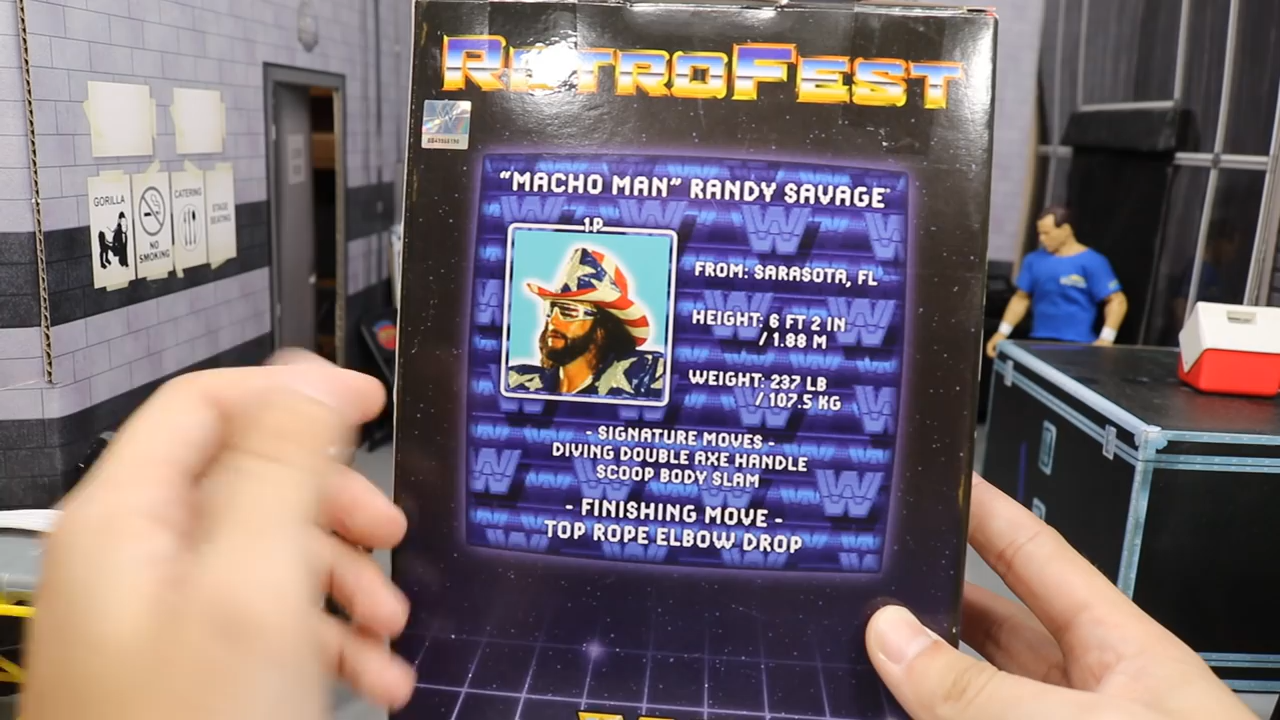 RETROFEST
"MACHO MAN" RANDY SAVAGE
1P
FROM: SARASOTA, FL
HEIGHT: 6 FT 2 IN
/ 1.88 M
WEIGHT: 237 LB
/ 107.5 KG
- SIGNATURE MOVES -
DIVING DOUBLE AXE HANDLE
SCOOP BODY SLAM
- FINISHING MOVE -
TOP ROPE ELBOW DROP
GORILLA
NO
SMOKING
CATERING
STAGE
SEATING